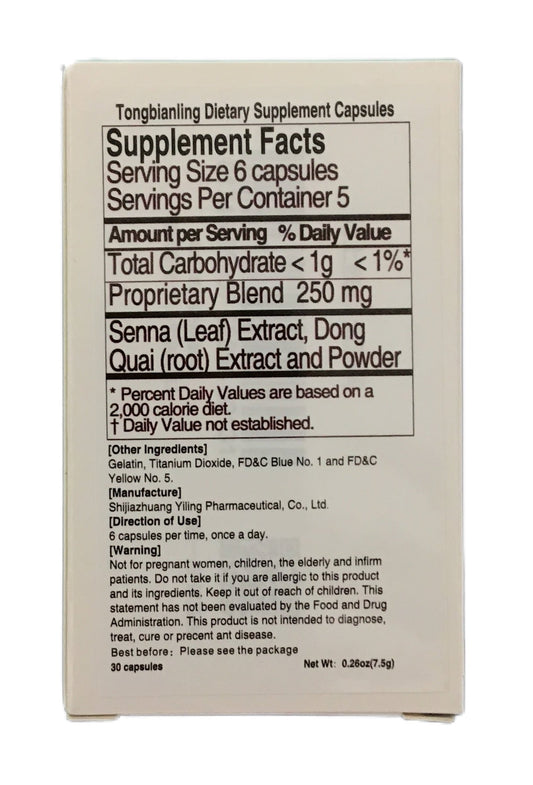 Tongbianling Dietary Supplement Capsules
Supplement Facts
Serving Size 6 capsules
Servings Per Container 5
Amount per Serving % Daily Value
Total Carbohydrate < 1g < 1%*
Proprietary Blend 250 mg
Senna (Leaf) Extract, Dong
Quai (root) Extract and Powder
* Percent Daily Values are based on a
2,000 calorie diet.
† Daily Value not established.
[Other Ingredients]
Gelatin, Titanium Dioxide, FD&C Blue No. 1 and FD&C
Yellow No. 5.
[Manufacture]
Shijiazhuang Yiling Pharmaceutical, Co., Ltd.
[Direction of Use]
6 capsules per time, once a day.
[Warning]
Not for pregnant women, children, the elderly and infirm
patients. Do not take it if you are allergic to this product
and its ingredients. Keep it out of reach of children. This
statement has not been evaluated by the Food and Drug
Administration. This product is not intended to diagnose,
treat, cure or precent ant disease.
Best before: Please see the package
30 capsules Net Wt: 0.26oz(7.5g)